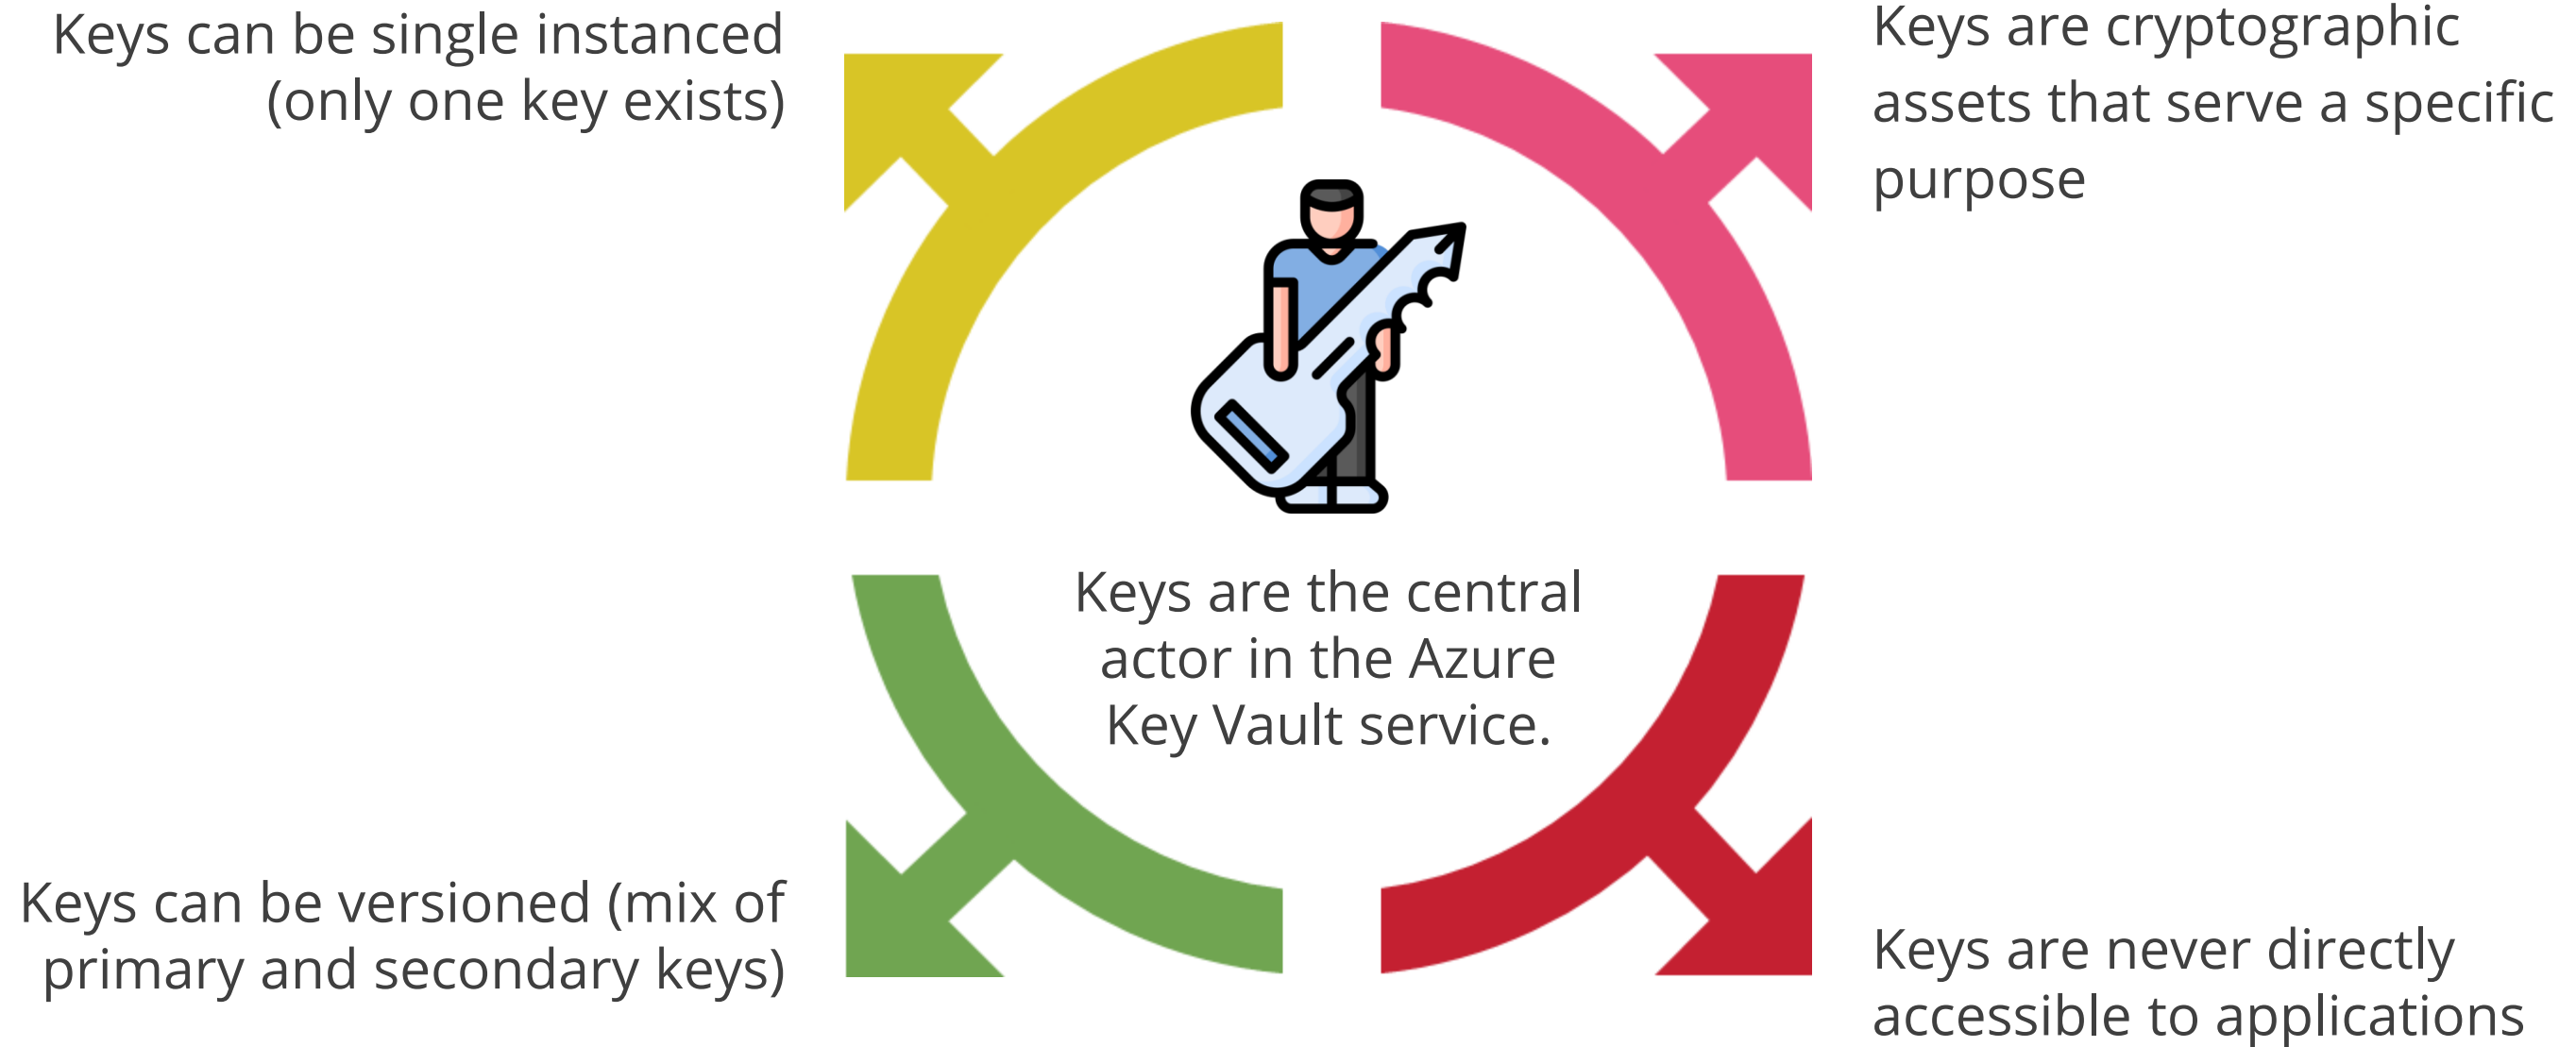 Keys can be single instanced
(only one key exists)
Keys are cryptographic
assets that serve a specific
purpose
Keys are the central
actor in the Azure
Key Vault service.
Keys can be versioned (mix of
primary and secondary keys)
Keys are never directly
accessible to applications